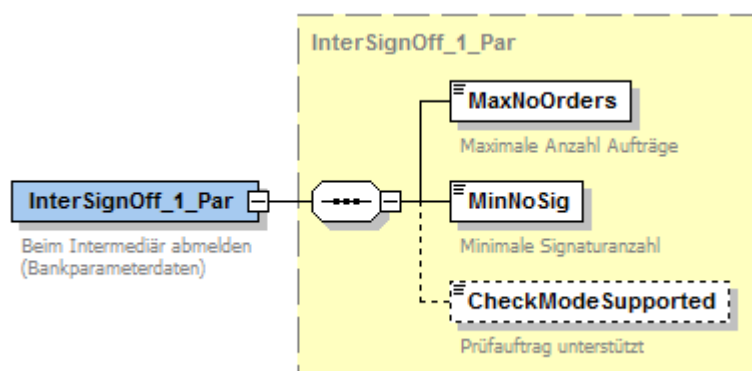 InterSignOff_1_Par
MaxNoOrders
Maximale Anzahl Aufträge
InterSignOff_1_Par
Beim Intermediär abmelden
(Bankparameterdaten)
MinNoSig
Minimale Signaturanzahl
CheckModeSupported
Prüfauftrag unterstützt